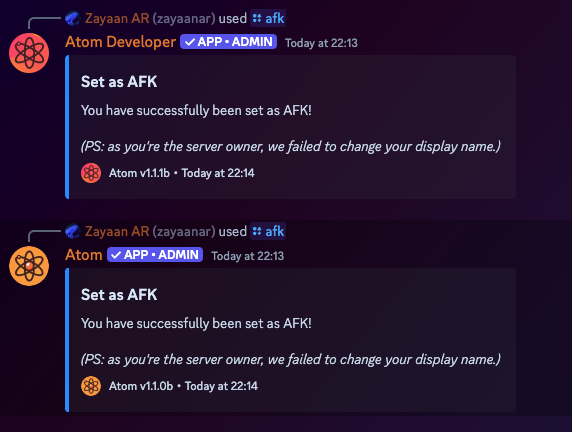 Zayaan AR (zayaanar) used afk
Atom Developer ✓ APP • ADMIN Today at 22:13
Set as AFK
You have successfully been set as AFK!
(PS: as you're the server owner, we failed to change your display name.)
Atom v1.1.1b • Today at 22:14
Zayaan AR (zayaanar) used afk
Atom ✓ APP • ADMIN Today at 22:13
Set as AFK
You have successfully been set as AFK!
(PS: as you're the server owner, we failed to change your display name.)
Atom v1.1.0b • Today at 22:14